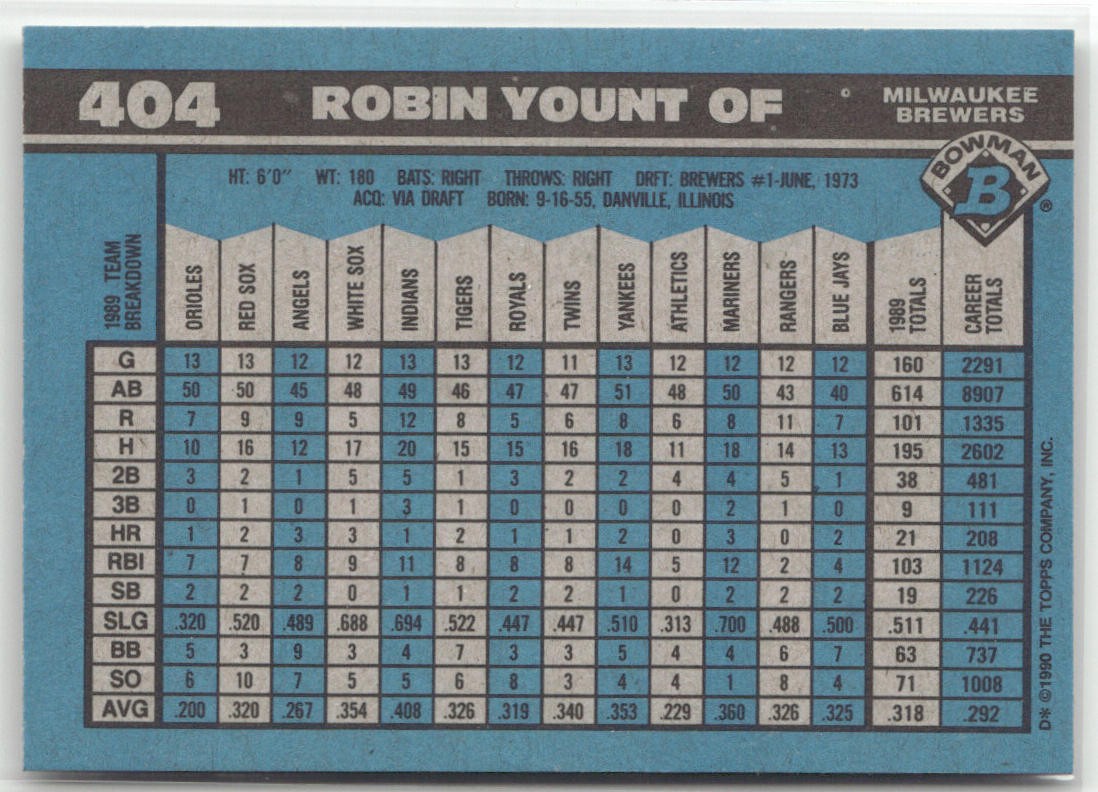 404 ROBIN YOUNT OF MILWAUKEE BREWERS
BOWMAN
B
®
HT: 6'0" WT: 180 BATS: RIGHT THROWS: RIGHT DRFT: BREWERS #1-JUNE, 1973
ACQ: VIA DRAFT BORN: 9-16-55, DANVILLE, ILLINOIS
1989 TEAM BREAKDOWN ORIOLES RED SOX ANGELS WHITE SOX INDIANS TIGERS ROYALS TWINS YANKEES ATHLETICS MARINERS RANGERS BLUE JAYS 1989 TOTALS CAREER TOTALS
G 13 13 12 12 13 13 12 11 13 12 12 12 12 160 2291
AB 50 50 45 48 49 46 47 47 51 48 50 43 40 614 8907
R 7 9 9 5 12 8 5 6 8 6 8 11 7 101 1335
H 10 16 12 17 20 15 15 16 18 11 18 14 13 195 2602
2B 3 2 1 5 5 1 3 2 2 4 4 5 1 38 481
3B 0 1 0 1 3 1 0 0 0 0 2 1 0 9 111
HR 1 2 3 3 1 2 1 1 2 0 3 0 2 21 208
RBI 7 7 8 9 11 8 8 8 14 5 12 2 4 103 1124
SB 2 2 2 0 1 1 2 2 1 0 2 2 2 19 226
SLG .320 .520 .489 .688 .694 .522 .447 .447 .510 .313 .700 .488 .500 .511 .441
BB 5 3 9 3 4 7 3 3 5 4 4 6 7 63 737
SO 6 10 7 5 5 6 8 3 4 4 1 8 4 71 1008
AVG .200 .320 .267 .354 .408 .326 .319 .340 .353 .229 .360 .326 .325 .318 .292
D* ©1990 THE TOPPS COMPANY, INC.